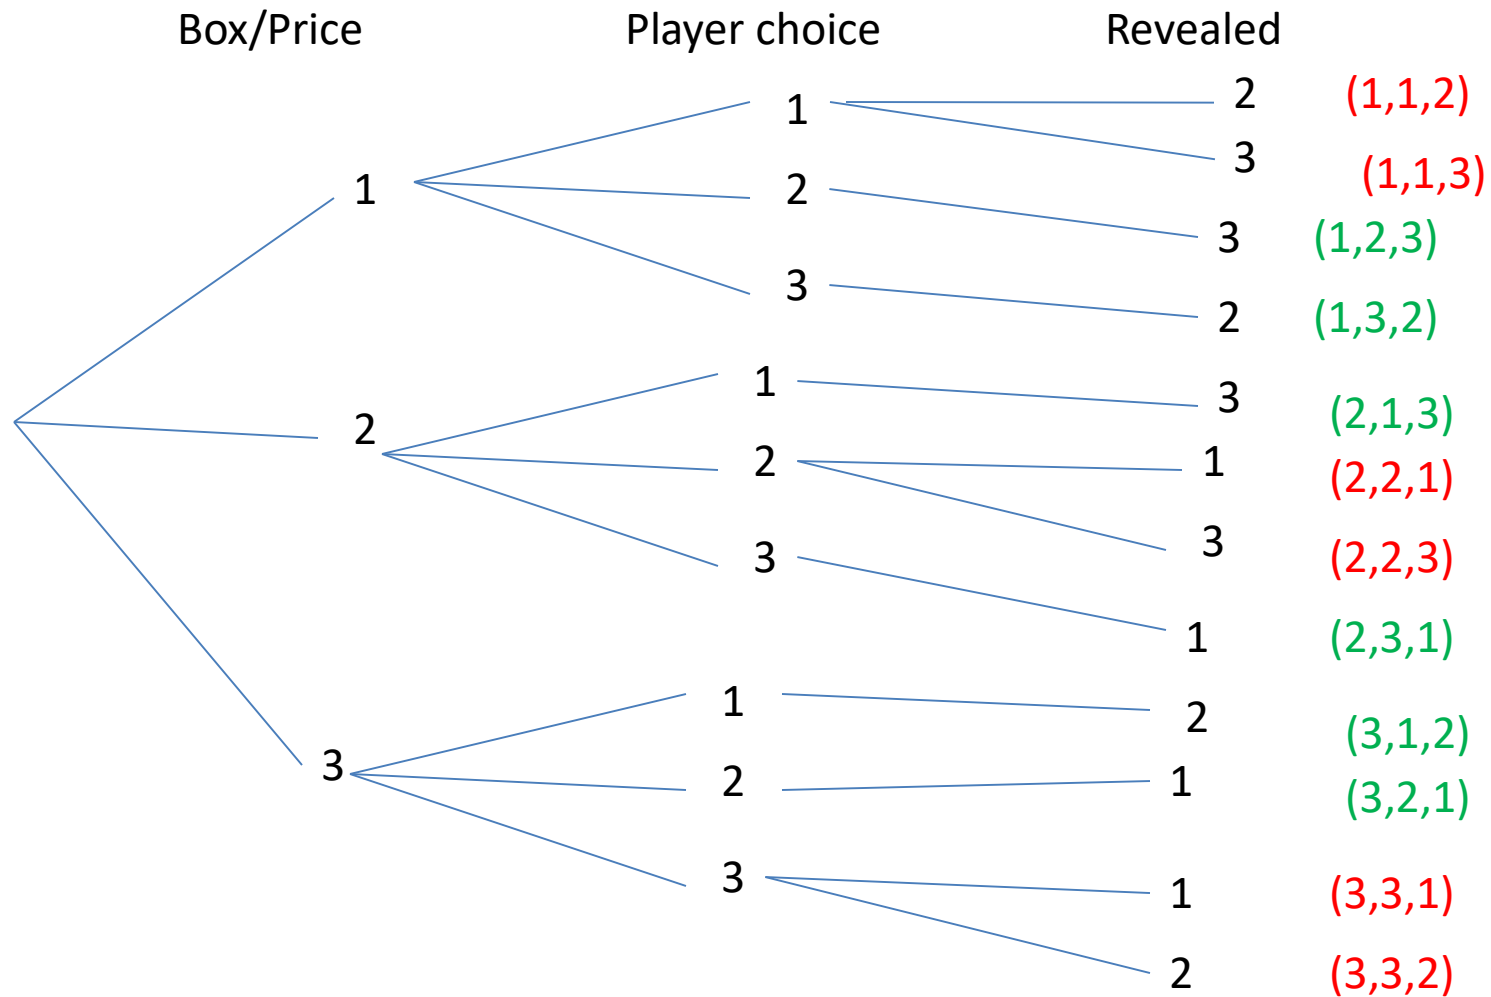 Box/Price Player choice Revealed
1 2 (1,1,2)
3 (1,1,3)
1 2
3 (1,2,3)
3
2 (1,3,2)
1 3 (2,1,3)
2
2 1 (2,2,1)
3 (2,2,3)
3
1 (2,3,1)
1 2 (3,1,2)
3
2 1 (3,2,1)
3 1 (3,3,1)
2 (3,3,2)